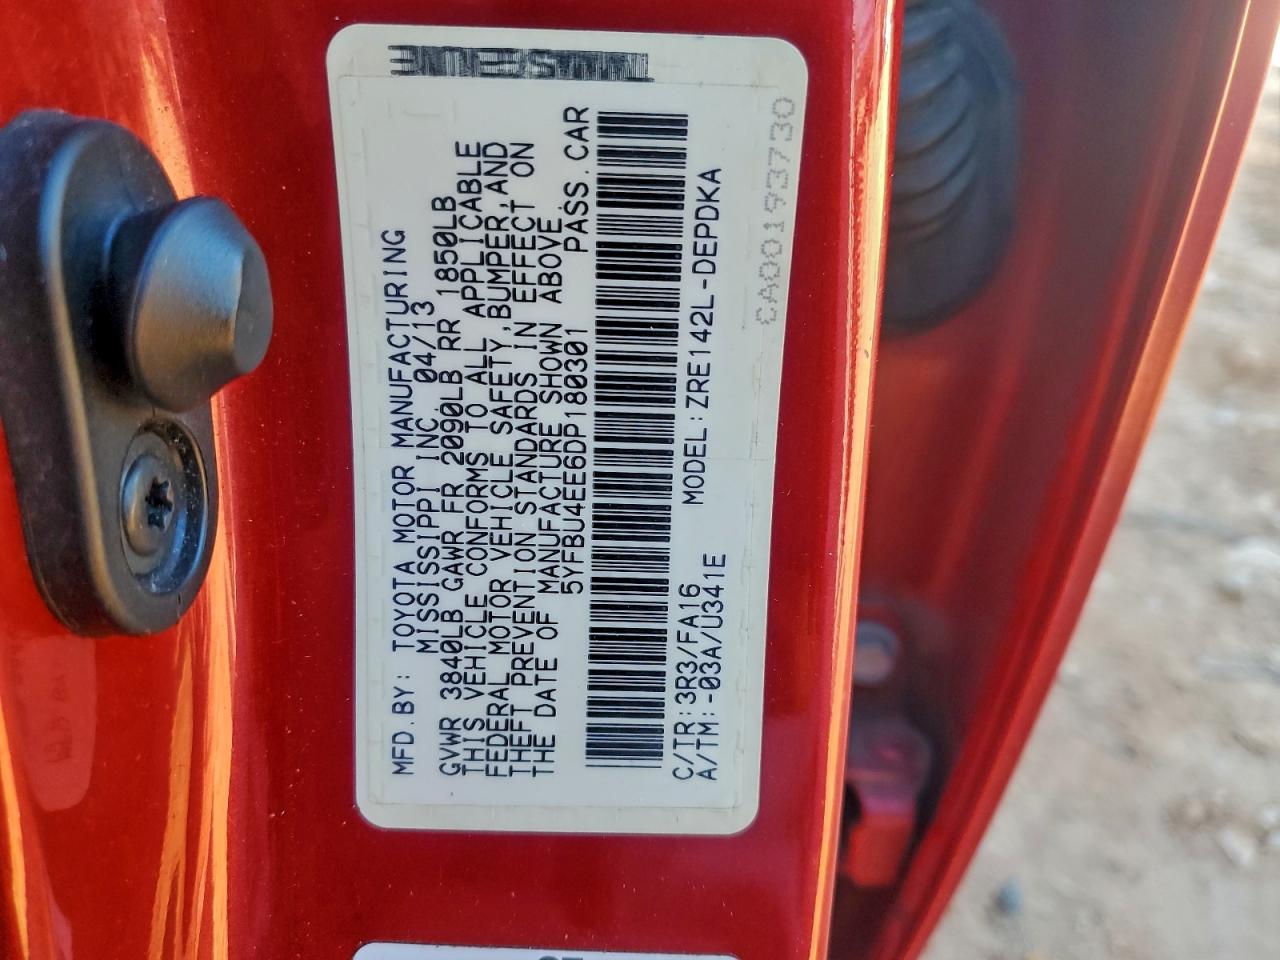 MFD.BY: TOYOTA MOTOR MANUFACTURING
MISSISSIPPI INC. 04/13
GVWR 3840LB GAWR FR 2090LB RR 1850LB
THIS VEHICLE CONFORMS TO ALL APPLICABLE
FEDERAL MOTOR VEHICLE SAFETY,BUMPER,AND
THEFT PREVENTION STANDARDS IN EFFECT ON
THE DATE OF MANUFACTURE SHOWN ABOVE.
5YFBU4EE6DP180301 PASS.CAR
C/TR:3R3/FA16 MODEL:ZRE142L-DEPDKA
A/TM:-03A/U341E
CA00193730